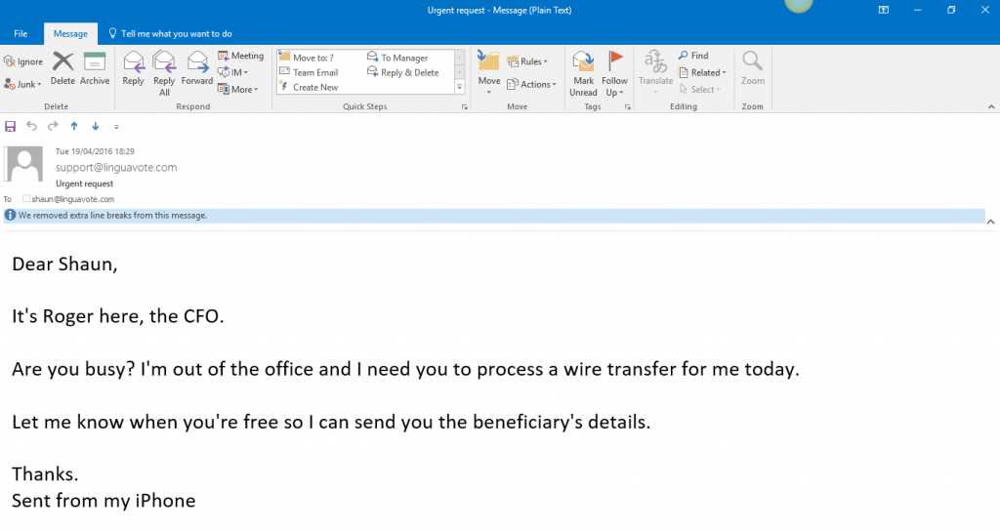 Urgent request - Message (Plain Text)
File Message Tell me what you want to do
Ignore
Junk
Delete
Archive
Delete
Reply
Reply All
Forward
Meeting
IM
More
Respond
Move to: ?
Team Email
Create New
To Manager
Reply & Delete
Quick Steps
Move
Rules
Actions
Move
Mark Unread
Follow Up
Tags
Translate
Find
Related
Select
Editing
Zoom
Zoom
Tue 19/04/2016 18:29
support@linguavote.com
Urgent request
To shaun@linguavote.com
We removed extra line breaks from this message.
Dear Shaun,
It's Roger here, the CFO.
Are you busy? I'm out of the office and I need you to process a wire transfer for me today.
Let me know when you're free so I can send you the beneficiary's details.
Thanks.
Sent from my iPhone